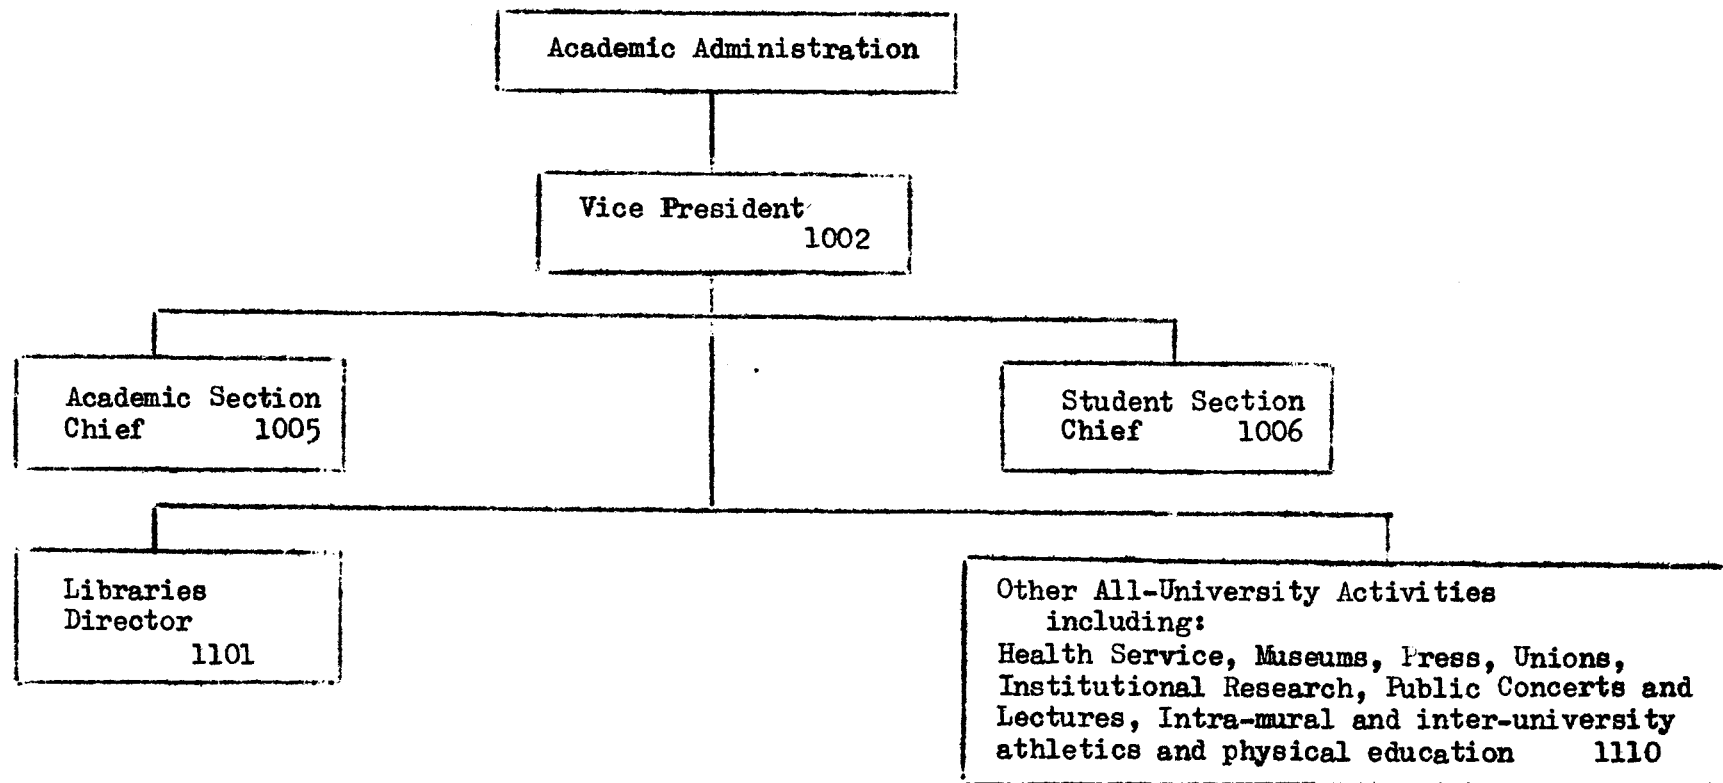 Academic Administration
Vice President
1002
Academic Section
Chief 1005
Student Section
Chief 1006
Libraries
Director
1101
Other All-University Activities
including:
Health Service, Museums, Press, Unions,
Institutional Research, Public Concerts and
Lectures, Intra-mural and inter-university
athletics and physical education 1110